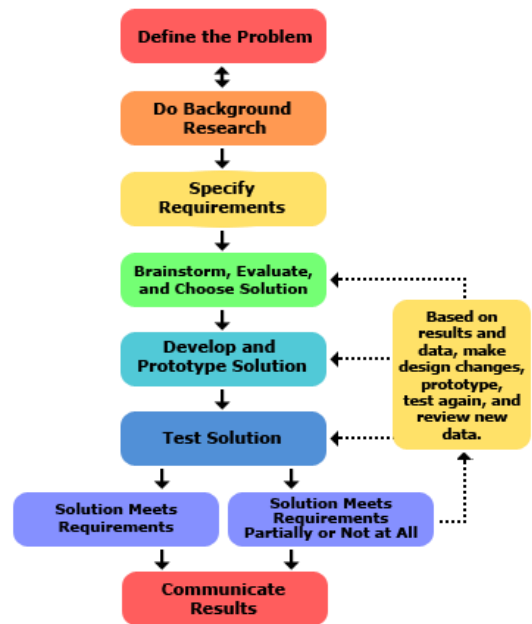 Define the Problem
Do Background
Research
Specify
Requirements
Brainstorm, Evaluate,
and Choose Solution
Develop and
Prototype Solution
Test Solution
Based on
results and
data, make
design changes,
prototype,
test again, and
review new
data.
Solution Meets
Requirements
Solution Meets
Requirements
Partially or Not at All
Communicate
Results